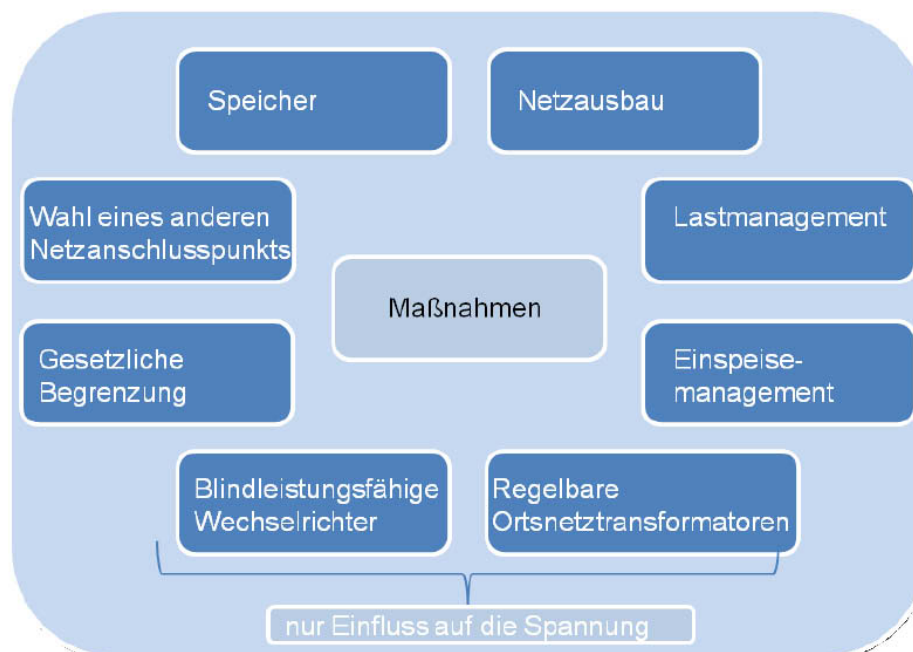 Speicher
Netzausbau
Wahl eines anderen
Netzanschlusspunkts
Lastmanagement
Maßnahmen
Gesetzliche
Begrenzung
Einspeise-
management
Blindleistungsfähige
Wechselrichter
Regelbare
Ortsnetztransformatoren
nur Einfluss auf die Spannung